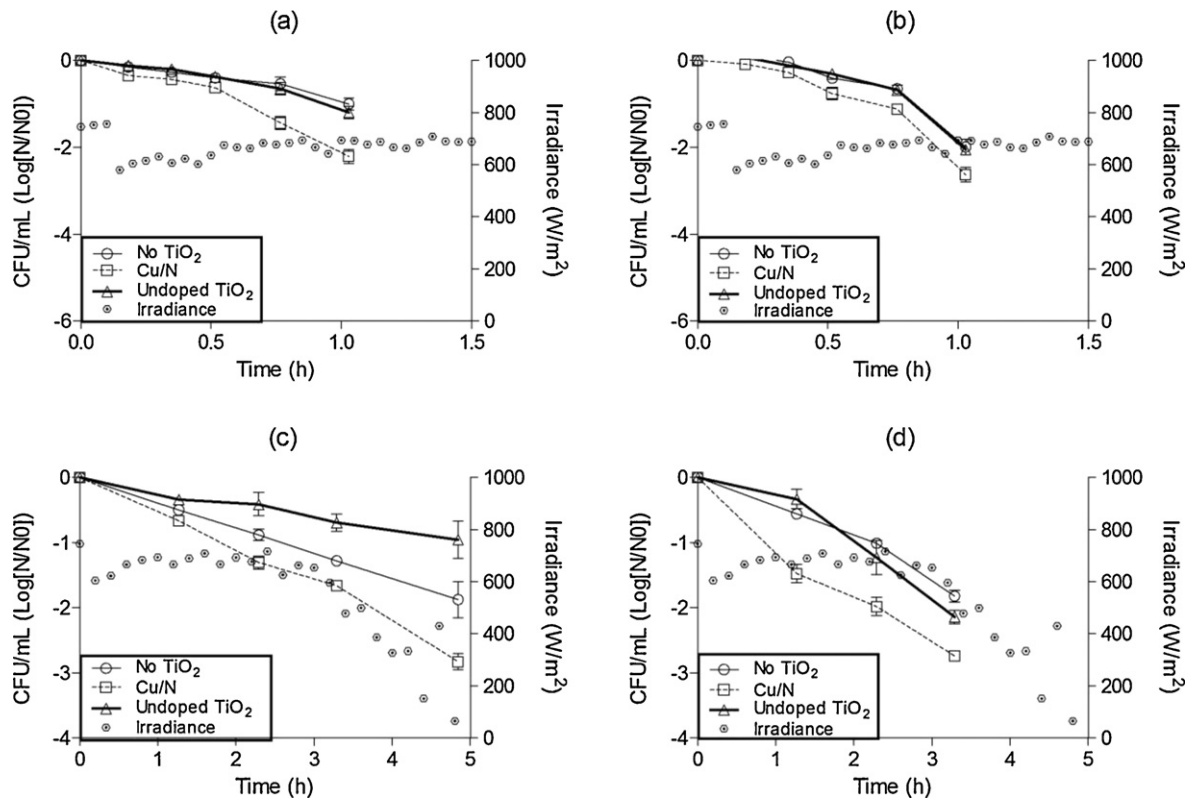 (a)
CFU/mL (Log[N/N0])
0
-2
-4
-6
1000
800
600
400
200
0
Irradiance (W/m²)
No TiO₂
Cu/N
Undoped TiO₂
Irradiance
0.0 0.5 1.0 1.5
Time (h)
(b)
CFU/mL (Log[N/N0])
0
-2
-4
-6
1000
800
600
400
200
0
Irradiance (W/m²)
No TiO₂
Cu/N
Undoped TiO₂
Irradiance
0.0 0.5 1.0 1.5
Time (h)
(c)
CFU/mL (Log[N/N0])
0
-1
-2
-3
-4
1000
800
600
400
200
0
Irradiance (W/m²)
No TiO₂
Cu/N
Undoped TiO₂
Irradiance
0 1 2 3 4 5
Time (h)
(d)
CFU/mL (Log[N/N0])
0
-1
-2
-3
-4
1000
800
600
400
200
0
Irradiance (W/m²)
No TiO₂
Cu/N
Undoped TiO₂
Irradiance
0 1 2 3 4 5
Time (h)